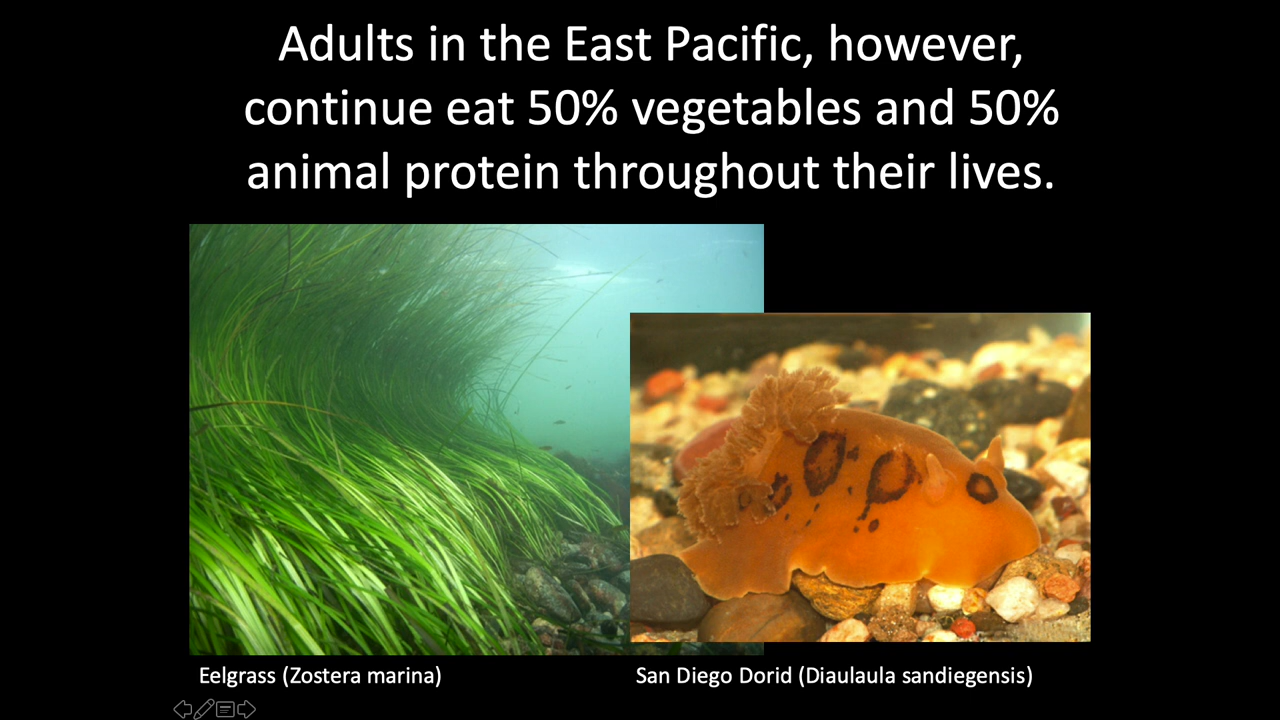 Adults in the East Pacific, however,
continue eat 50% vegetables and 50%
animal protein throughout their lives.
Eelgrass (Zostera marina)
San Diego Dorid (Diaulaula sandiegensis)